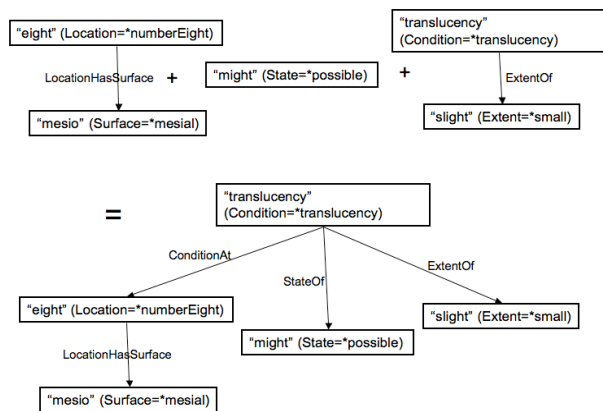 “eight” (Location=*numberEight)
LocationHasSurface
“mesio” (Surface=*mesial)
+
“might” (State=*possible)
+
“translucency”
(Condition=*translucency)
ExtentOf
“slight” (Extent=*small)
=
“translucency”
(Condition=*translucency)
ConditionAt
StateOf
ExtentOf
“eight” (Location=*numberEight)
“slight” (Extent=*small)
“might” (State=*possible)
LocationHasSurface
“mesio” (Surface=*mesial)